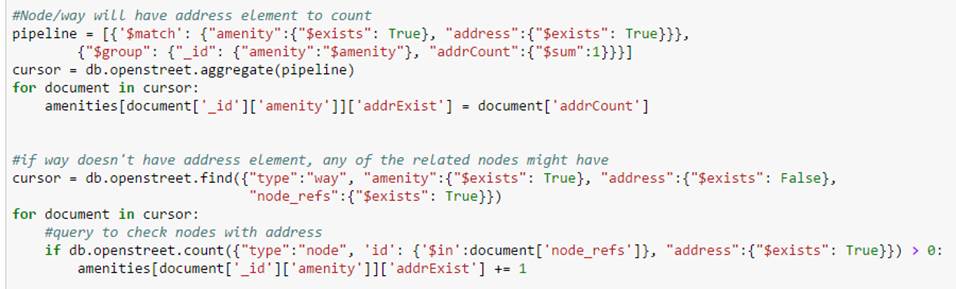 #Node/way will have address element to count
pipeline = [{'$match': {"amenity":{"$exists": True}, "address":{"$exists": True}}},
        {"$group": {"_id": {"amenity":"$amenity"}, "addrCount":{"$sum":1}}}]
cursor = db.openstreet.aggregate(pipeline)
for document in cursor:
    amenities[document['_id']['amenity']]['addrExist'] = document['addrCount']
#if way doesn't have address element, any of the related nodes might have
cursor = db.openstreet.find({"type":"way", "amenity":{"$exists": True}, "address":{"$exists": False},
                             "node_refs":{"$exists": True}})
for document in cursor:
    #query to check nodes with address
    if db.openstreet.count({"type":"node", 'id': {'$in':document['node_refs']}, "address":{"$exists": True}}) > 0:
        amenities[document['_id']['amenity']]['addrExist'] += 1